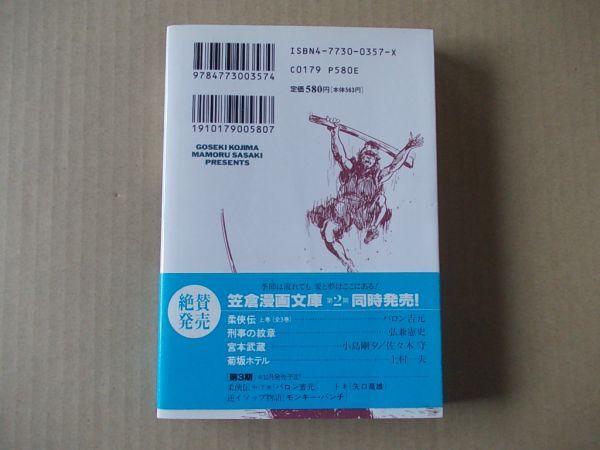 ISBN4-7730-0357-X
9784773003574
C0179 P580E
定価580円[本体563円]
1910179005807
GOSEKI KOJIMA
MAMORU SASAKI
PRESENTS
季節は流れても 愛と夢はここにある!
絶賛
発売
笠倉漫画文庫 第2期 同時発売!
柔侠伝 上巻(全3巻) バロン吉元
刑事の紋章 弘兼憲史
宮本武蔵 小島剛夕/佐々木守
菊坂ホテル 上村一夫
[第3期]
柔侠伝 [バロン吉元] トキ[矢口高雄]
逆イソップ物語[モンキー・パンチ]